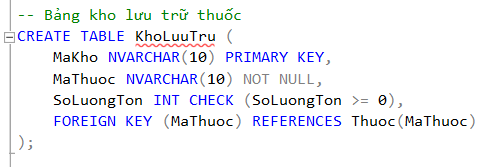 -- Bảng kho lưu trữ thuốc
CREATE TABLE KhoLuuTru (
    MaKho NVARCHAR(10) PRIMARY KEY,
    MaThuoc NVARCHAR(10) NOT NULL,
    SoLuongTon INT CHECK (SoLuongTon >= 0),
    FOREIGN KEY (MaThuoc) REFERENCES Thuoc(MaThuoc)
);